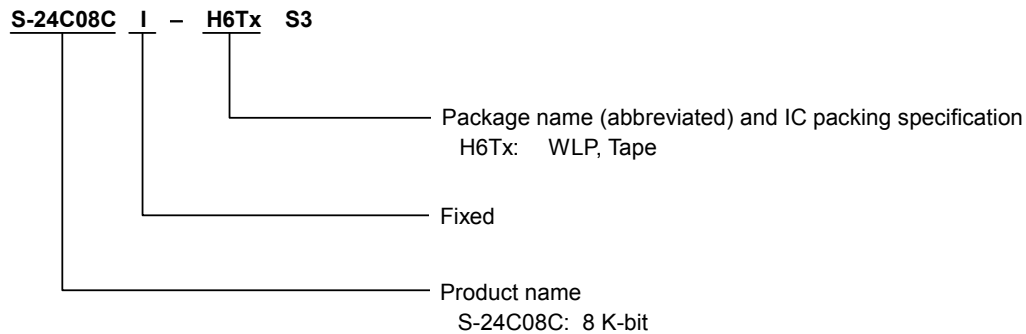 S-24C08C I – H6Tx S3
Package name (abbreviated) and IC packing specification
H6Tx: WLP, Tape
Fixed
Product name
S-24C08C: 8 K-bit